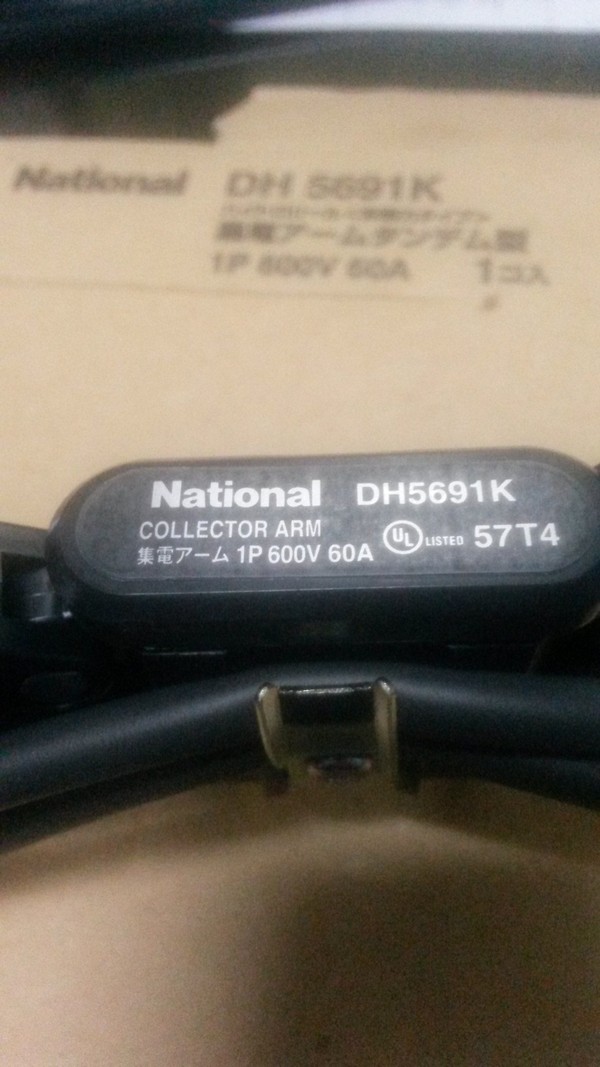 National DH 5691K
集電アームタンデム型
1P 600V 60A 1コ入
National DH5691K
COLLECTOR ARM
集電アーム 1P 600V 60A UL LISTED 57T4